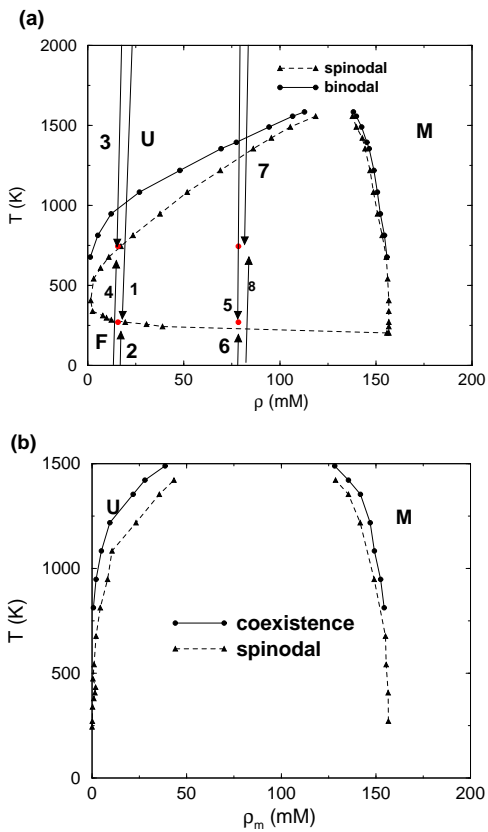 (a)
2000
1500
1000
500
0
T (K)
spinodal
binodal
U
M
3
7
4
1
5
8
F
2
6
0
50
100
150
200
ρ (mM)
(b)
1500
1000
500
0
T (K)
U
M
coexistence
spinodal
0
50
100
150
200
ρm (mM)